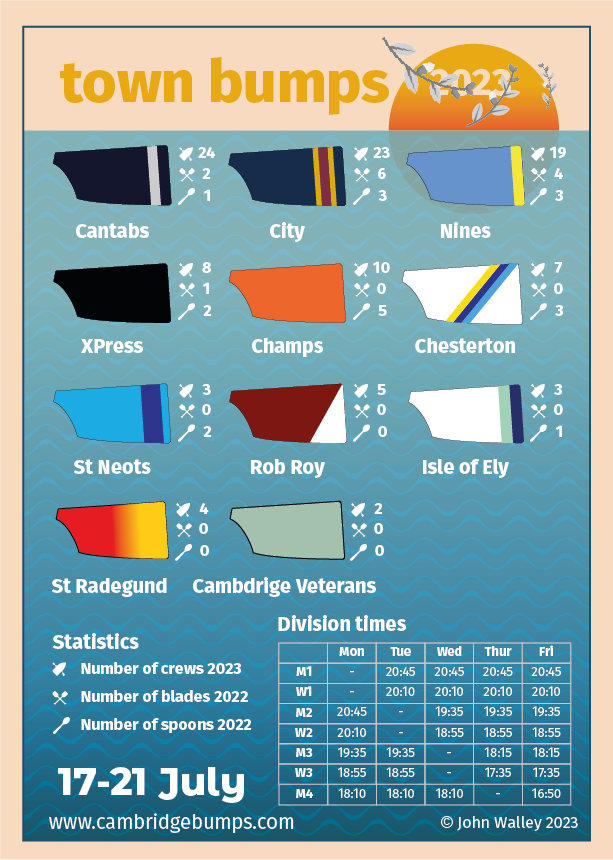 town bumps 2023
24
2
1
Cantabs
23
6
3
City
19
4
3
Nines
8
1
2
XPress
10
0
5
Champs
7
0
3
Chesterton
3
0
2
St Neots
5
0
0
Rob Roy
3
0
1
Isle of Ely
4
0
0
St Radegund
2
0
0
Cambdrige Veterans
Statistics
Number of crews 2023
Number of blades 2022
Number of spoons 2022
Division times
Mon Tue Wed Thur Fri
M1 - 20:45 20:45 20:45 20:45
W1 - 20:10 20:10 20:10 20:10
M2 20:45 - 19:35 19:35 19:35
W2 20:10 - 18:55 18:55 18:55
M3 19:35 19:35 - 18:15 18:15
W3 18:55 18:55 - 17:35 17:35
M4 18:10 18:10 18:10 - 16:50
17-21 July
www.cambridgebumps.com
© John Walley 2023